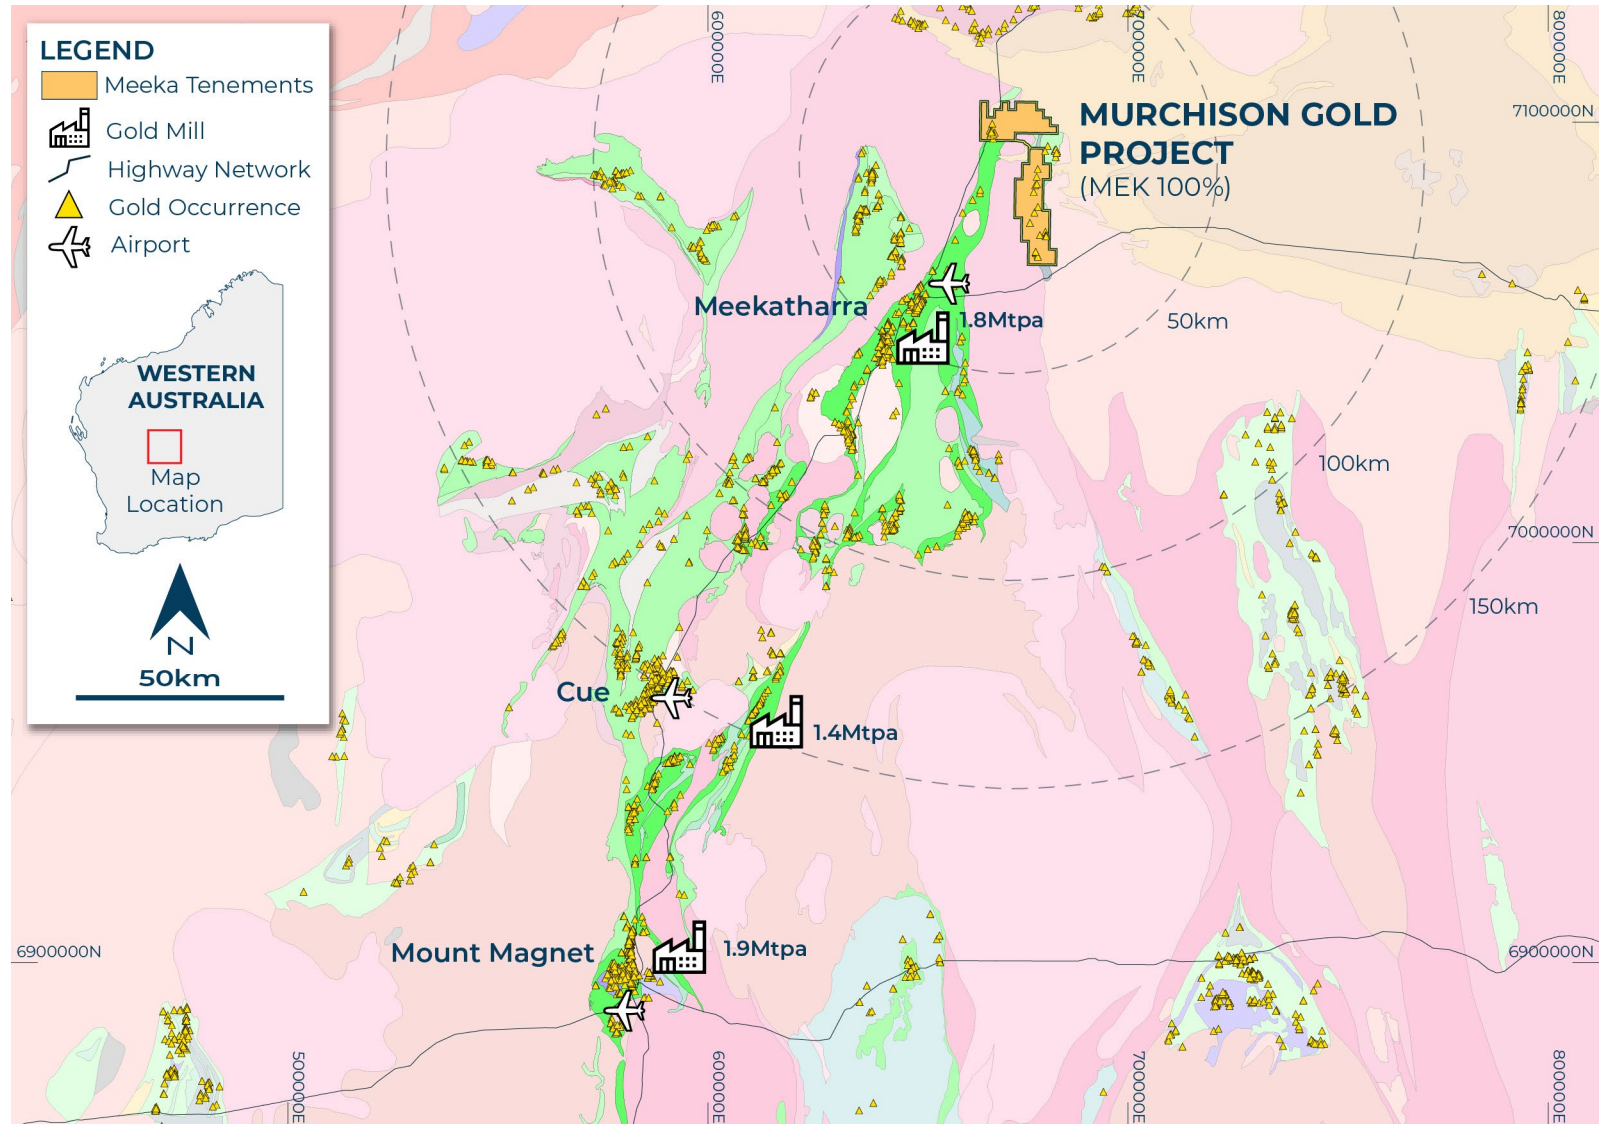 LEGEND
Meeka Tenements
Gold Mill
Highway Network
Gold Occurrence
Airport
WESTERN
AUSTRALIA
Map
Location
N
50km
600000E
700000E
800000E
7100000N
MURCHISON GOLD
PROJECT
(MEK 100%)
Meekatharra
1.8Mtpa
50km
100km
7000000N
150km
Cue
1.4Mtpa
Mount Magnet
1.9Mtpa
6900000N
6900000N
500000E
600000E
700000E
800000E